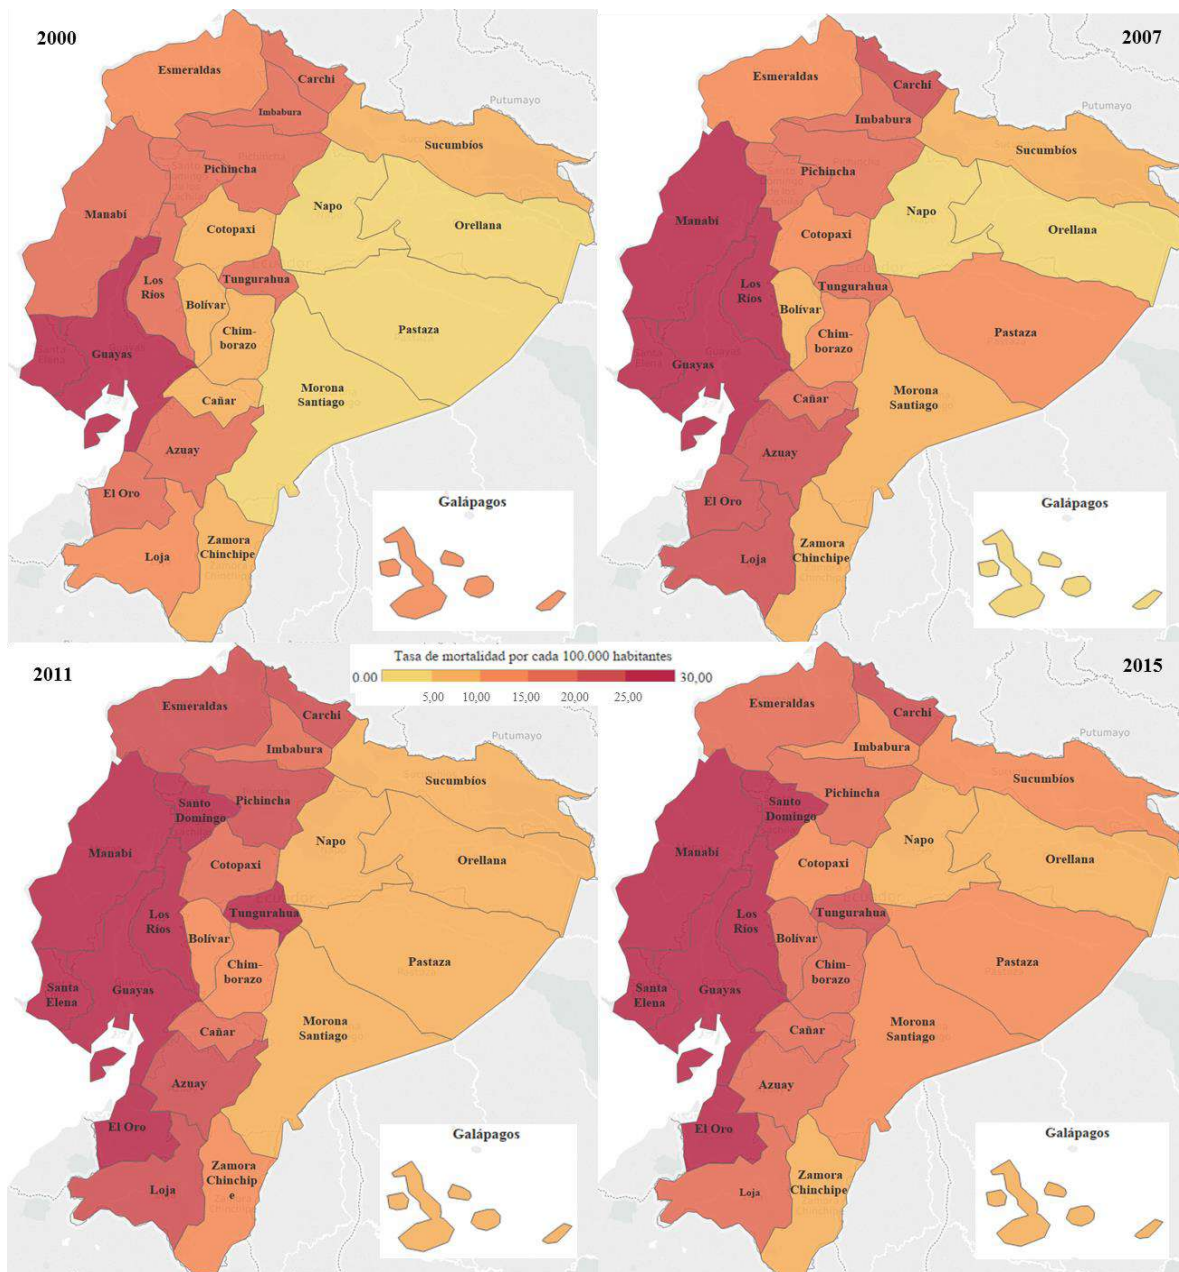 2000
Esmeraldas
Carchi
Imbabura
Putumayo
Sucumbíos
Pichincha
Manabí
Napo
Orellana
Cotopaxi
Tungurahua
Los
Ríos
Bolívar
Chim-
borazo
Pastaza
Guayas
Morona
Santiago
Cañar
Azuay
El Oro
Loja
Zamora
Chinchipe
Galápagos
2007
Esmeraldas
Carchi
Imbabura
Putumayo
Sucumbíos
Pichincha
Manabí
Napo
Orellana
Cotopaxi
Tungurahua
Los
Ríos
Bolívar
Chim-
borazo
Pastaza
Guayas
Morona
Santiago
Cañar
Azuay
El Oro
Loja
Zamora
Chinchipe
Galápagos
Tasa de mortalidad por cada 100.000 habitantes
0.00 30,00
5,00 10,00 15,00 20,00 25,00
2011
Esmeraldas
Carchi
Imbabura
Putumayo
Sucumbíos
Pichincha
Santo
Domingo
Manabí
Napo
Orellana
Cotopaxi
Tungurahua
Los
Ríos
Bolívar
Chim-
borazo
Pastaza
Santa
Elena
Guayas
Morona
Santiago
Cañar
Azuay
El Oro
Loja
Zamora
Chinchip
e
Galápagos
2015
Esmeraldas
Carchi
Imbabura
Putumayo
Sucumbíos
Pichincha
Santo
Domingo
Manabí
Napo
Orellana
Cotopaxi
Tungurahua
Los
Ríos
Bolívar
Chim-
borazo
Pastaza
Santa
Elena
Guayas
Morona
Santiago
Cañar
Azuay
El Oro
Loja
Zamora
Chinchipe
Galápagos